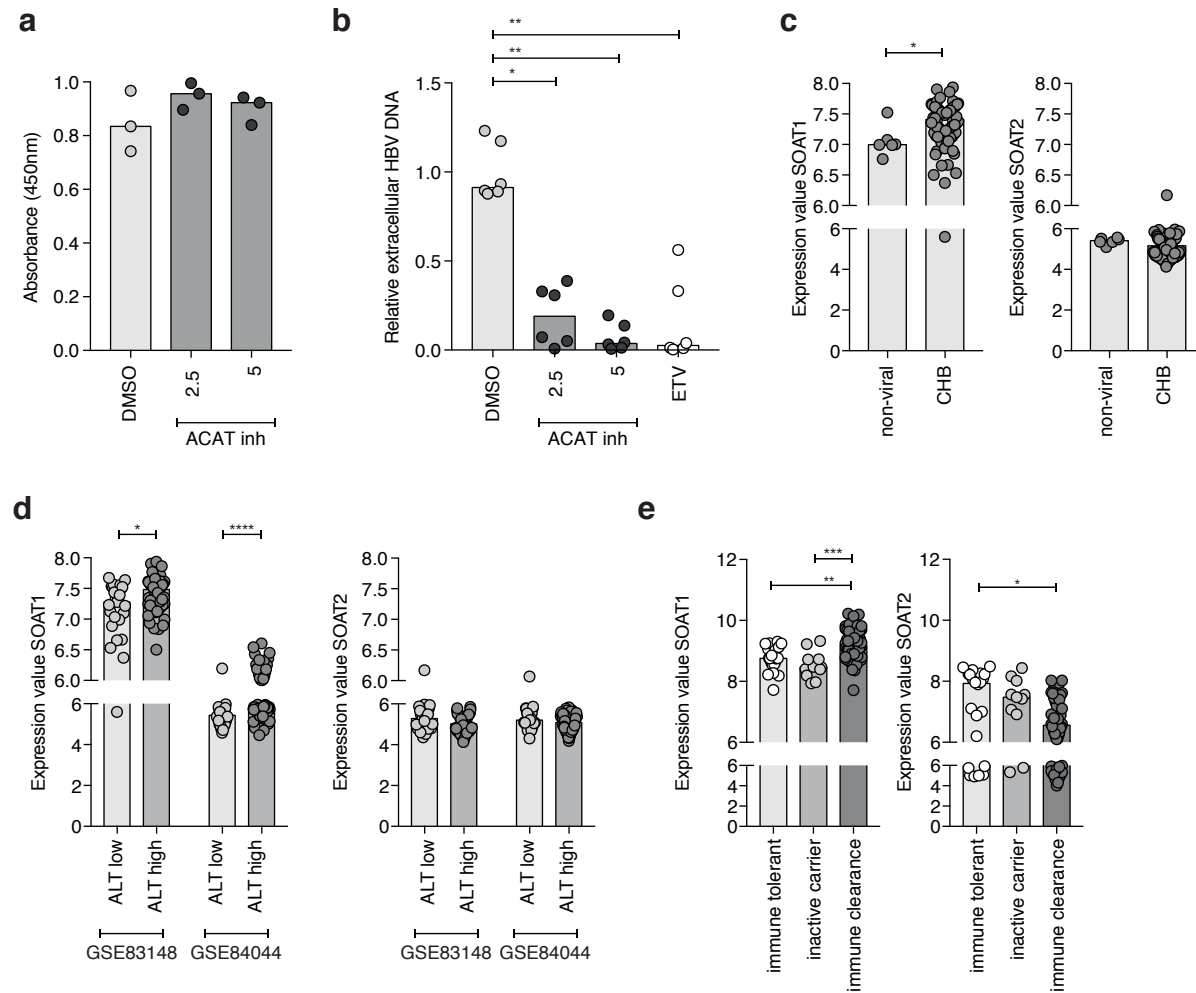 a
Absorbance (450nm)
1.0
0.8
0.6
0.4
0.2
0.0
DMSO
2.5
5
ACAT inh
b
**
**
*
Relative extracellular HBV DNA
1.5
1.0
0.5
0.0
DMSO
2.5
5
ETV
ACAT inh
c
*
Expression value SOAT1
8.0
7.5
7.0
6.5
6.0
6
4
2
0
non-viral
CHB
Expression value SOAT2
8.0
7.5
7.0
6.5
6.0
6
4
2
0
non-viral
CHB
d
*
****
Expression value SOAT1
8.0
7.5
7.0
6.5
6.0
6
4
2
0
ALT low
ALT high
ALT low
ALT high
GSE83148
GSE84044
Expression value SOAT2
8.0
7.5
7.0
6.5
6.0
6
4
2
0
ALT low
ALT high
ALT low
ALT high
GSE83148
GSE84044
e
***
**
Expression value SOAT1
12
10
8
6
6
4
2
0
immune tolerant
inactive carrier
immune clearance
*
Expression value SOAT2
12
10
8
6
6
4
2
0
immune tolerant
inactive carrier
immune clearance